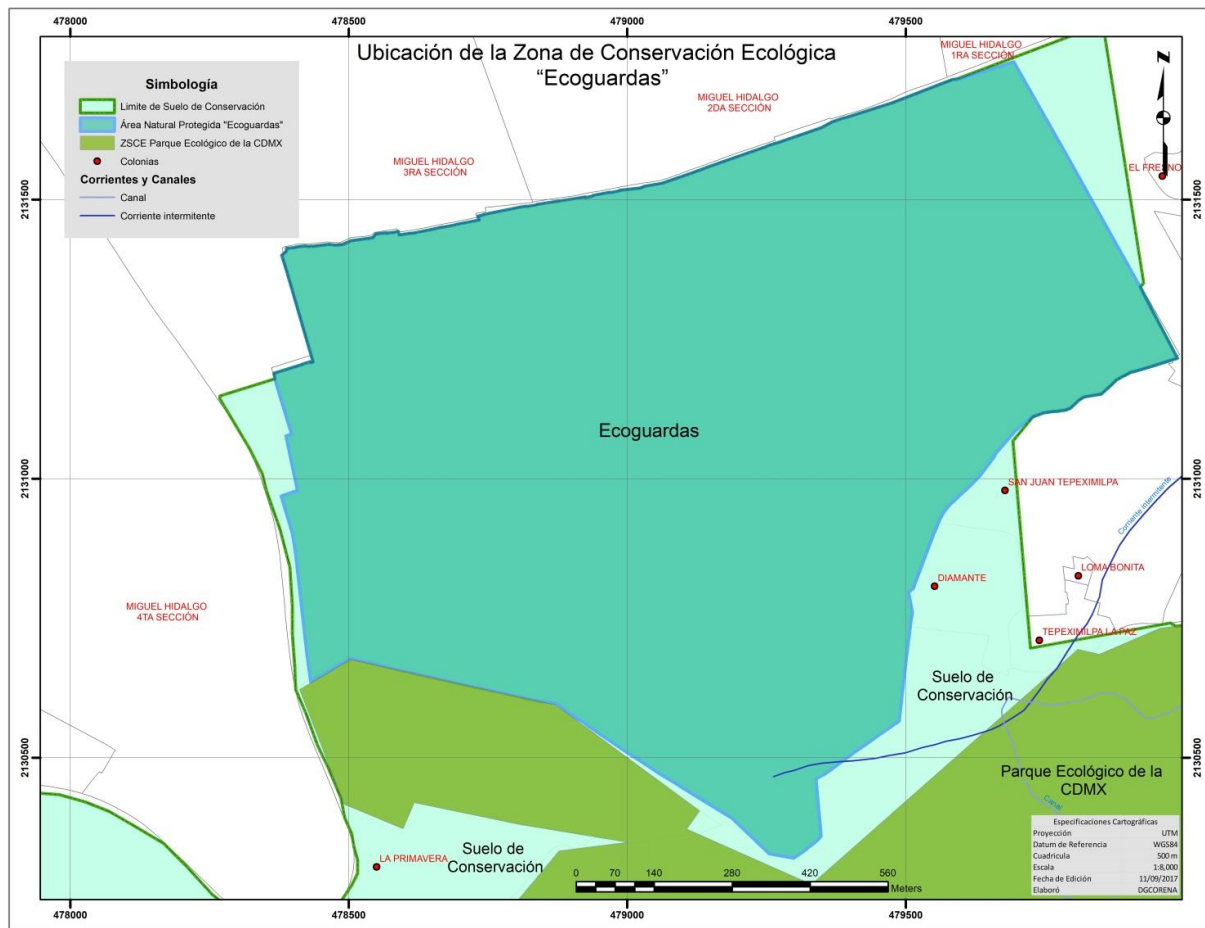 478000
478500
479000
479500
Ubicación de la Zona de Conservación Ecológica
“Ecoguardas”
Simbología
Limite de Suelo de Conservación
Área Natural Protegida "Ecoguardas"
ZSCE Parque Ecológico de la CDMX
Colonias
Corrientes y Canales
Canal
Corriente intermitente
MIGUEL HIDALGO
1RA SECCIÓN
MIGUEL HIDALGO
2DA SECCIÓN
MIGUEL HIDALGO
3RA SECCIÓN
N
EL FRESNO
2131500
2131500
Ecoguardas
2131000
2131000
SAN JUAN TEPEXIMILPA
Corriente intermitente
DIAMANTE
LOMA BONITA
MIGUEL HIDALGO
4TA SECCIÓN
TEPEXIMILPA LA PAZ
Suelo de
Conservación
2130500
2130500
Parque Ecológico de la
CDMX
Canal
Suelo de
Conservación
LA PRIMAVERA
0 70 140 280 420 560
Meters
Especificaciones Cartográficas
Proyección UTM
Datum de Referencia WGS84
Cuadricula 500 m
Escala 1:8,000
Fecha de Edición 11/09/2017
Elaboró DGCORENA
478000
478500
479000
479500